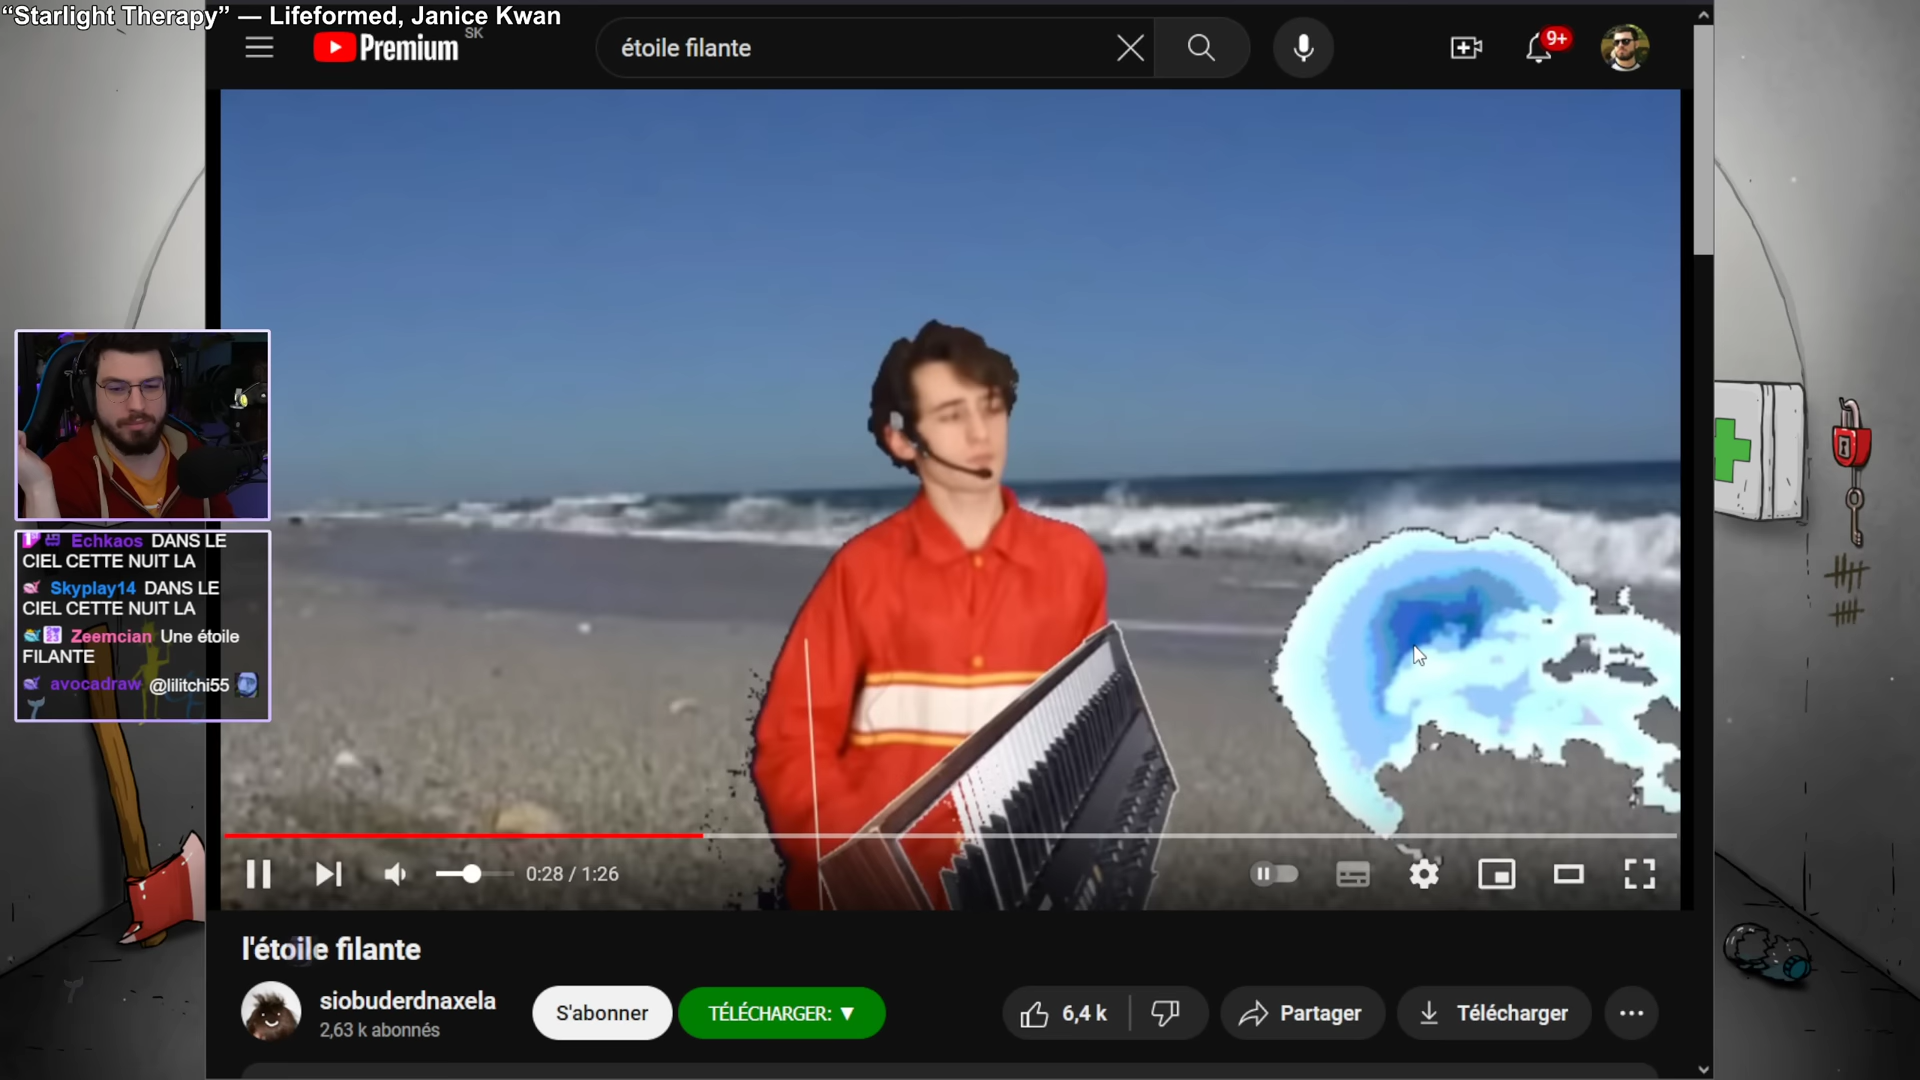 “Starlight Therapy” — Lifeformed, Janice Kwan
Premium SK
étoile filante
9+
Echkaos DANS LE
CIEL CETTE NUIT LA
Skyplay14 DANS LE
CIEL CETTE NUIT LA
Zeemcian Une étoile
FILANTE
avocadraw @lilitchi55
0:28 / 1:26
l'étoile filante
siobuderdnaxela
2,63 k abonnés
S'abonner
TÉLÉCHARGER: ▼
6,4 k
Partager
Télécharger